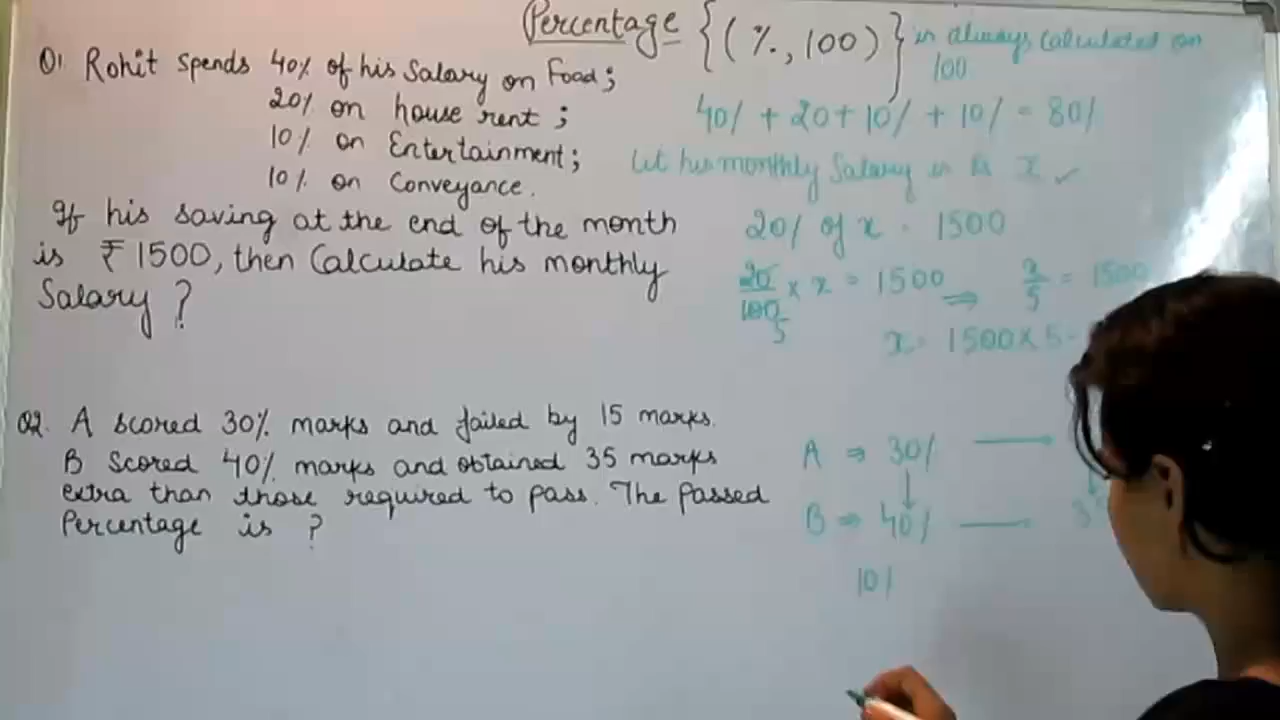 Percentage {(%, 100)} is always calculated on
100
Q1 Rohit spends 40% of his salary on Food;
20% on house rent;
10% on Entertainment;
10% on Conveyance.
If his saving at the end of the month
is ₹1500, then Calculate his monthly
Salary?
40% + 20 + 10% + 10% = 80%
Let his monthly Salary is x ✓
20% of x = 1500
20/100 × x = 1500 ⇒ x/5 = 1500
5
x = 1500 × 5 =
Q2. A scored 30% marks and failed by 15 marks.
B Scored 40% marks and obtained 35 marks
extra than those required to pass. The Passed
Percentage is ?
A ⇒ 30%
B ⇒ 40%
10%